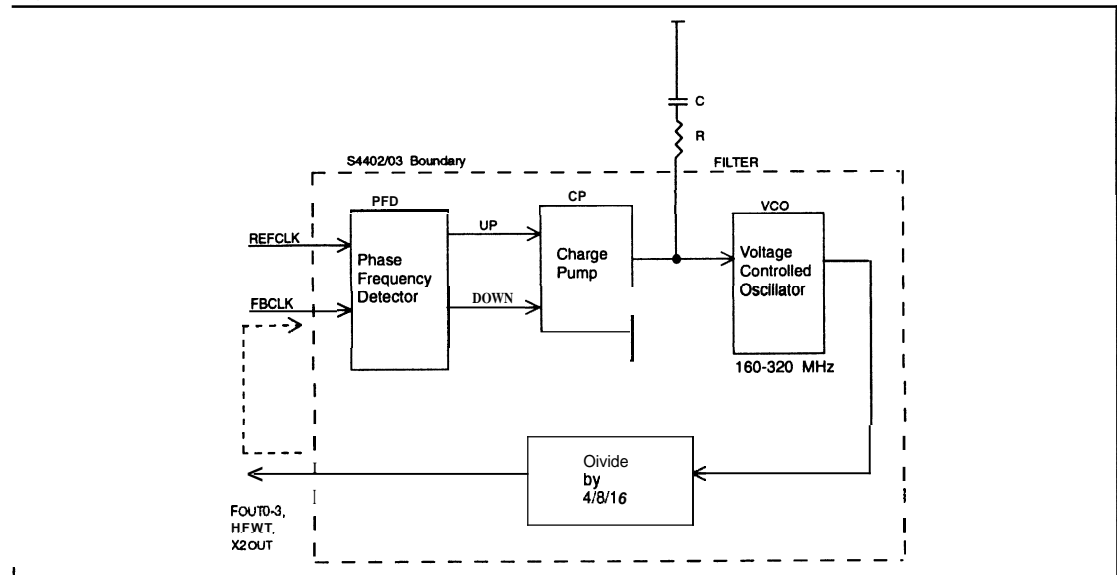 C
R
S4402/03 Boundary
FILTER
PFD
CP
VCO
UP
REFCLK
Phase
Frequency
Detector
Charge
Pump
Voltage
Controlled
Oscillator
FBCLK
DOWN
160-320 MHz
Oivide
by
4/8/16
FOUT0-3,
H.F.W.T.
X2OUT